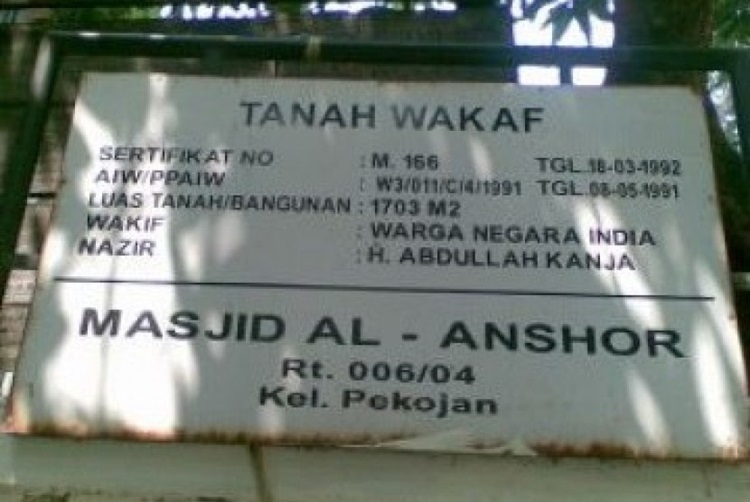 TANAH WAKAF
SERTIFIKAT NO : M. 166 TGL.18-03-1992
AIW/PPAIW : W3/011/C/4/1991 TGL.08-05-1991
LUAS TANAH/BANGUNAN : 1703 M2
WAKIF : WARGA NEGARA INDIA
NAZIR : H. ABDULLAH KANJA
MASJID AL - ANSHOR
Rt. 006/04
Kel. Pekojan